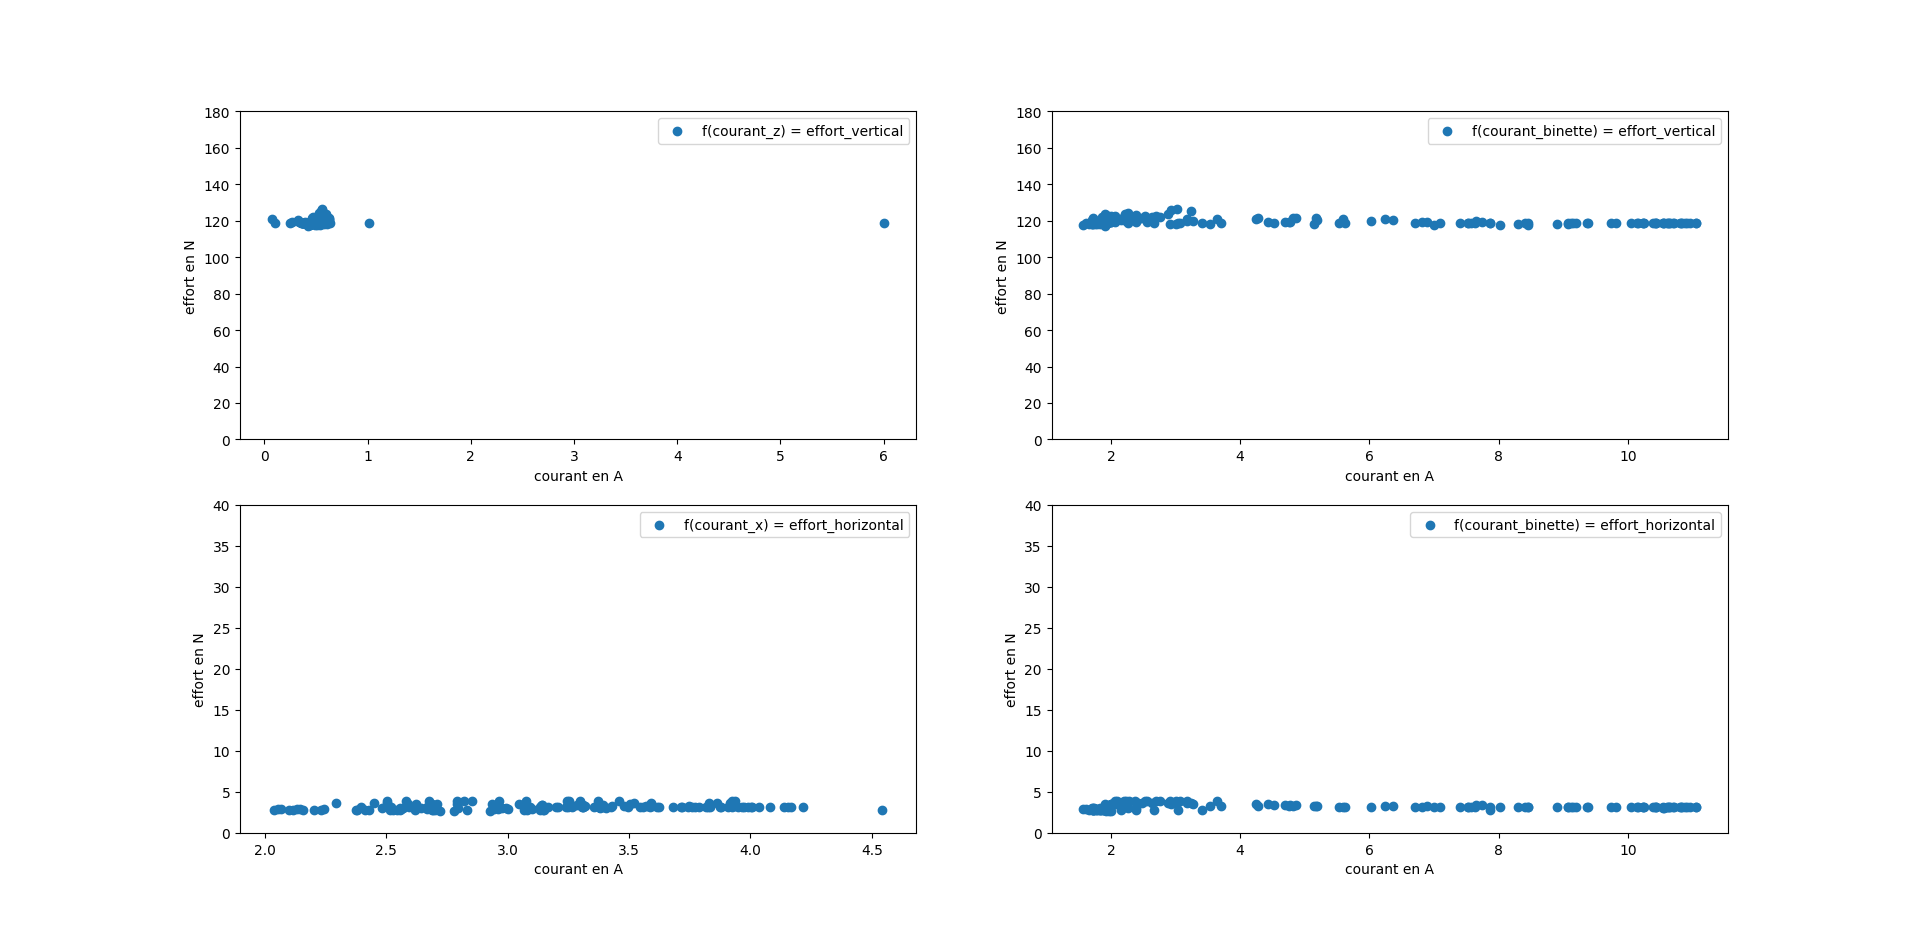 f(courant_z) = effort_vertical
effort en N
180
160
140
120
100
80
60
40
20
0
0 1 2 3 4 5 6
courant en A
f(courant_binette) = effort_vertical
effort en N
180
160
140
120
100
80
60
40
20
0
2 4 6 8 10
courant en A
f(courant_x) = effort_horizontal
effort en N
40
35
30
25
20
15
10
5
0
2.0 2.5 3.0 3.5 4.0 4.5
courant en A
f(courant_binette) = effort_horizontal
effort en N
40
35
30
25
20
15
10
5
0
2 4 6 8 10
courant en A